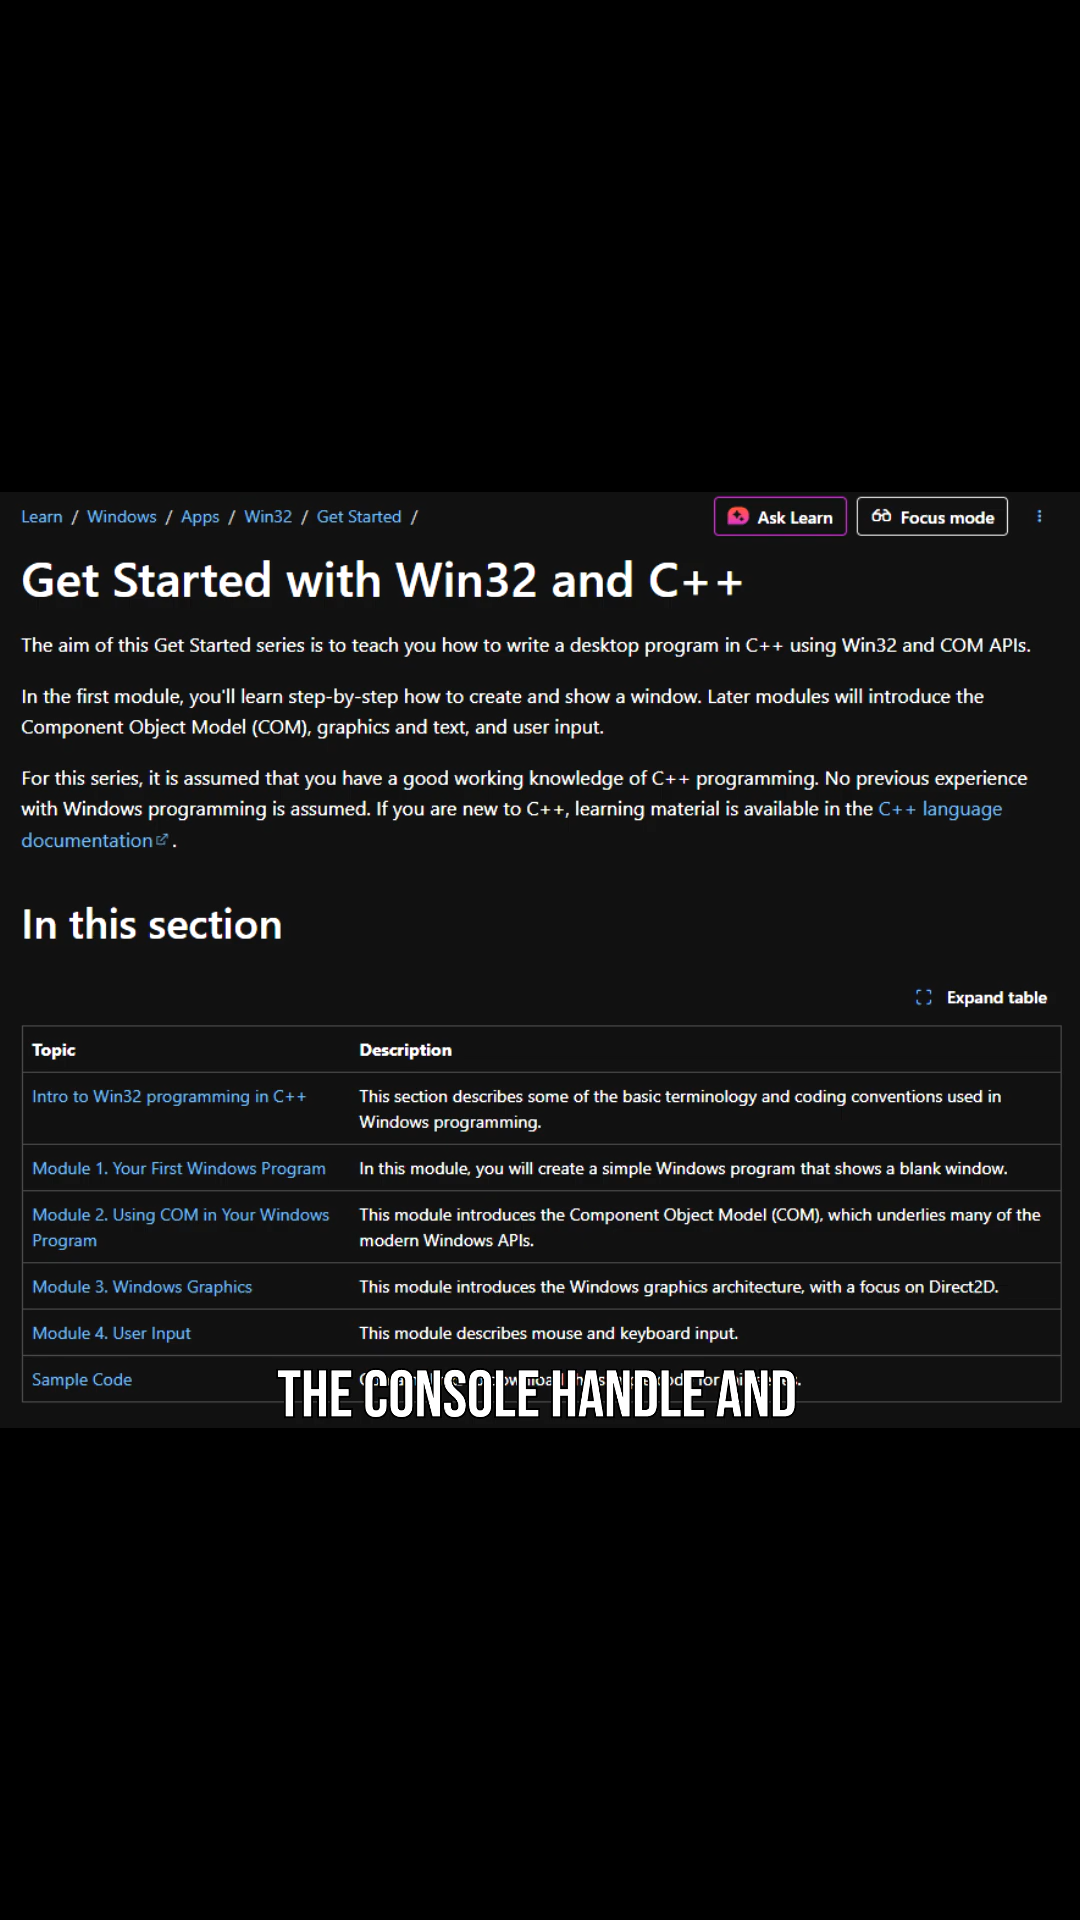 Learn / Windows / Apps / Win32 / Get Started /
Ask Learn
Focus mode
Get Started with Win32 and C++
The aim of this Get Started series is to teach you how to write a desktop program in C++ using Win32 and COM APIs.
In the first module, you'll learn step-by-step how to create and show a window. Later modules will introduce the
Component Object Model (COM), graphics and text, and user input.
For this series, it is assumed that you have a good working knowledge of C++ programming. No previous experience
with Windows programming is assumed. If you are new to C++, learning material is available in the C++ language
documentation.
In this section
Expand table
Topic Description
Intro to Win32 programming in C++ This section describes some of the basic terminology and coding conventions used in
Windows programming.
Module 1. Your First Windows Program In this module, you will create a simple Windows program that shows a blank window.
Module 2. Using COM in Your Windows This module introduces the Component Object Model (COM), which underlies many of the
Program modern Windows APIs.
Module 3. Windows Graphics This module introduces the Windows graphics architecture, with a focus on Direct2D.
Module 4. User Input This module describes mouse and keyboard input.
Sample Code
THE CONSOLE HANDLE AND